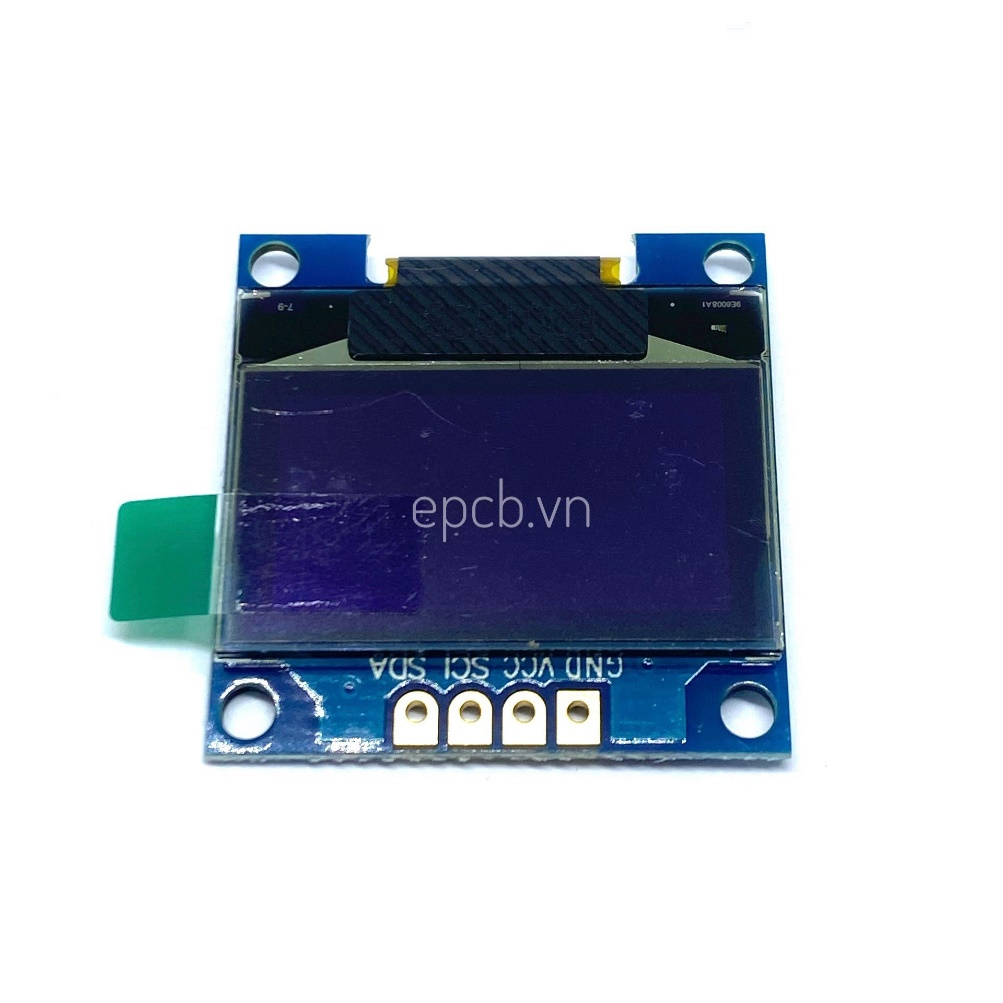 7-9
9E6008A1
epcb.vn
SDA SCL VCC GND